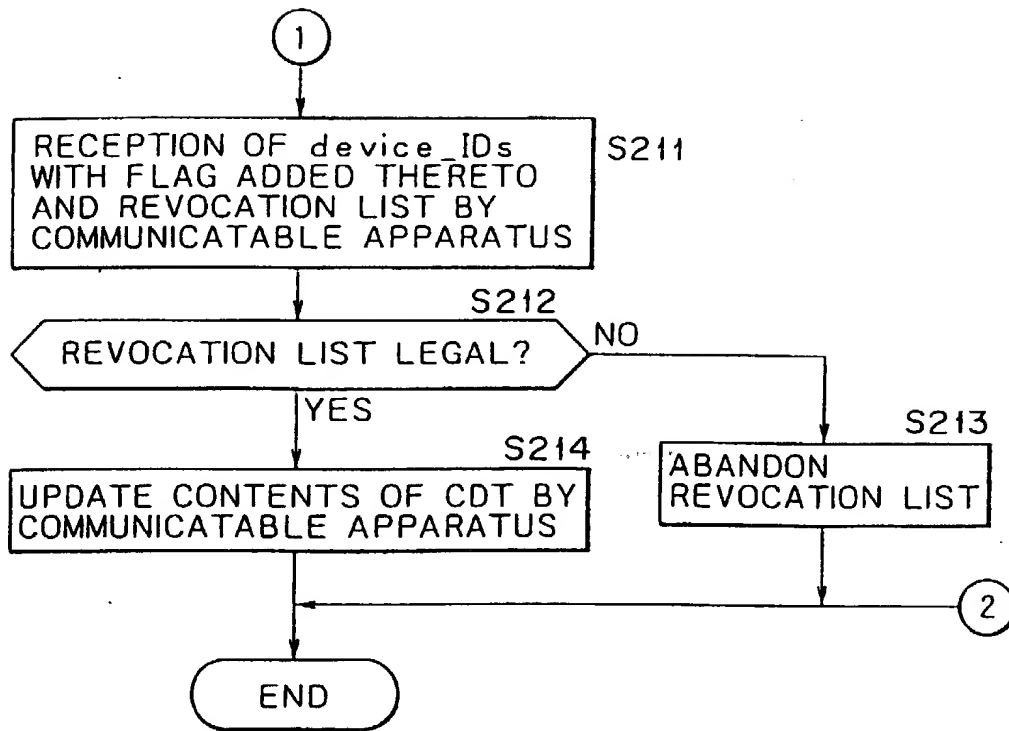 1
RECEPTION OF device_IDs
WITH FLAG ADDED THERETO
AND REVOCATION LIST BY
COMMUNICATABLE APPARATUS
S211
S212
REVOCATION LIST LEGAL?
NO
YES
S213
S214
ABANDON
REVOCATION LIST
UPDATE CONTENTS OF CDT BY
COMMUNICATABLE APPARATUS
2
END